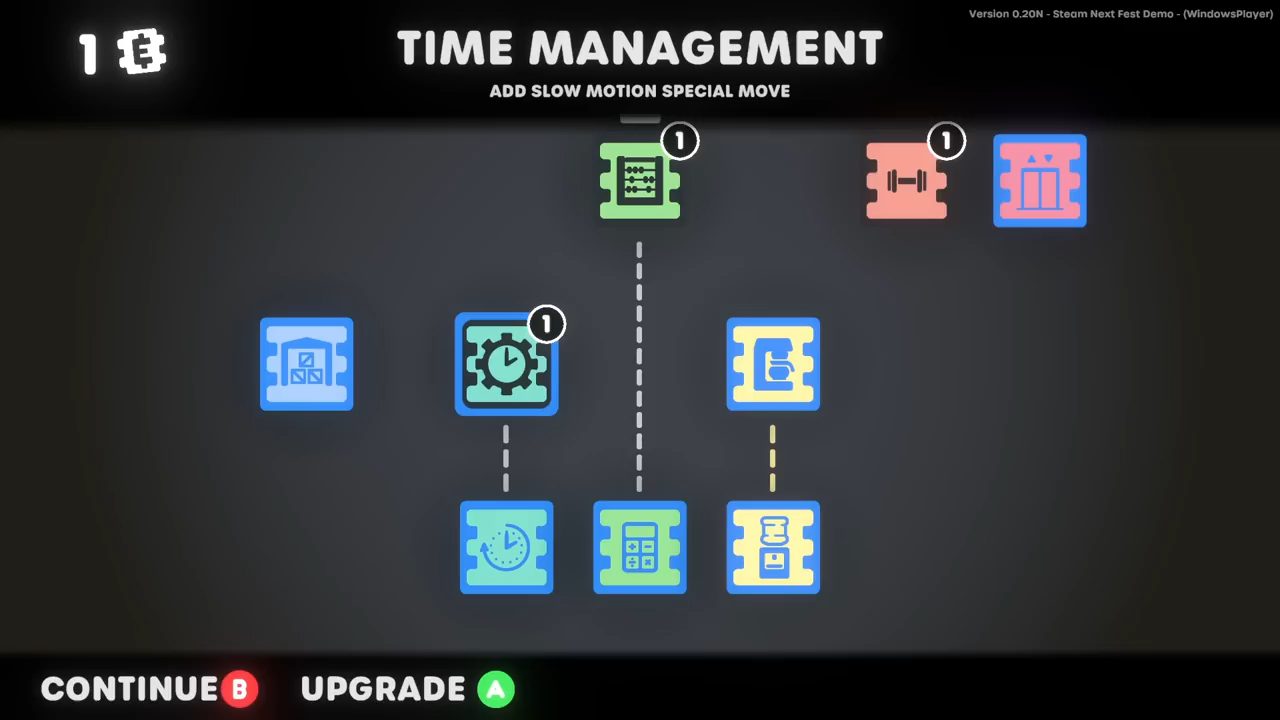 Version 0.20N - Steam Next Fest Demo - (WindowsPlayer)
1 E
TIME MANAGEMENT
ADD SLOW MOTION SPECIAL MOVE
1
1
1
CONTINUE B
UPGRADE A